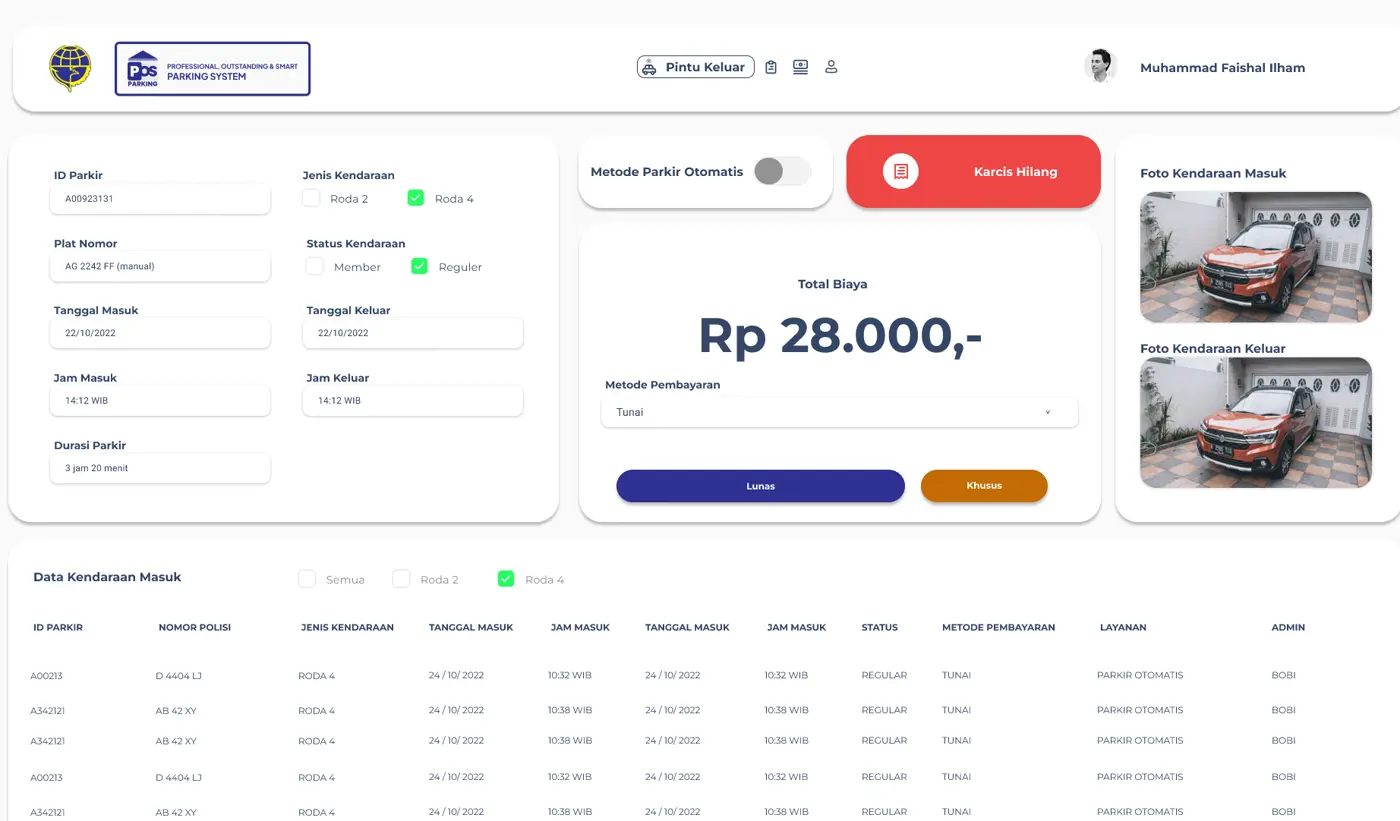 PPS PARKING
PROFESSIONAL, OUTSTANDING & SMART
PARKING SYSTEM
Pintu Keluar
Muhammad Faishal Ilham
ID Parkir
A00923131
Jenis Kendaraan
Roda 2 Roda 4
Plat Nomor
AG 2242 FF (manual)
Status Kendaraan
Member Reguler
Tanggal Masuk
22/10/2022
Tanggal Keluar
22/10/2022
Jam Masuk
14:12 WIB
Jam Keluar
14:12 WIB
Durasi Parkir
3 jam 20 menit
Metode Parkir Otomatis
Karcis Hilang
Total Biaya
Rp 28.000,-
Metode Pembayaran
Tunai
Lunas Khusus
Foto Kendaraan Masuk
Foto Kendaraan Keluar
Data Kendaraan Masuk Semua Roda 2 Roda 4
ID PARKIR NOMOR POLISI JENIS KENDARAAN TANGGAL MASUK JAM MASUK TANGGAL MASUK JAM MASUK STATUS METODE PEMBAYARAN LAYANAN ADMIN
A00213 D 4404 LJ RODA 4 24 / 10/ 2022 10:32 WIB 24 / 10/ 2022 10:32 WIB REGULAR TUNAI PARKIR OTOMATIS BOBI
A342121 AB 42 XY RODA 4 24 / 10/ 2022 10:38 WIB 24 / 10/ 2022 10:38 WIB REGULAR TUNAI PARKIR OTOMATIS BOBI
A342121 AB 42 XY RODA 4 24 / 10/ 2022 10:38 WIB 24 / 10/ 2022 10:38 WIB REGULAR TUNAI PARKIR OTOMATIS BOBI
A00213 D 4404 LJ RODA 4 24 / 10/ 2022 10:32 WIB 24 / 10/ 2022 10:32 WIB REGULAR TUNAI PARKIR OTOMATIS BOBI
A342121 AB 42 XY RODA 4 24 / 10/ 2022 10:38 WIB 24 / 10/ 2022 10:38 WIB REGULAR TUNAI PARKIR OTOMATIS BOBI